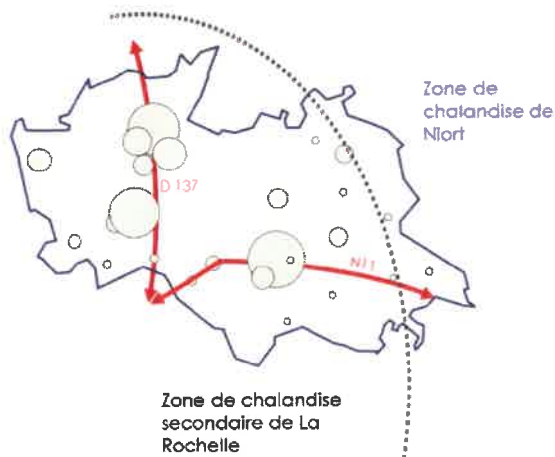 Zone de
chalandise de
Niort
D 137
N11
Zone de chalandise
secondaire de La
Rochelle